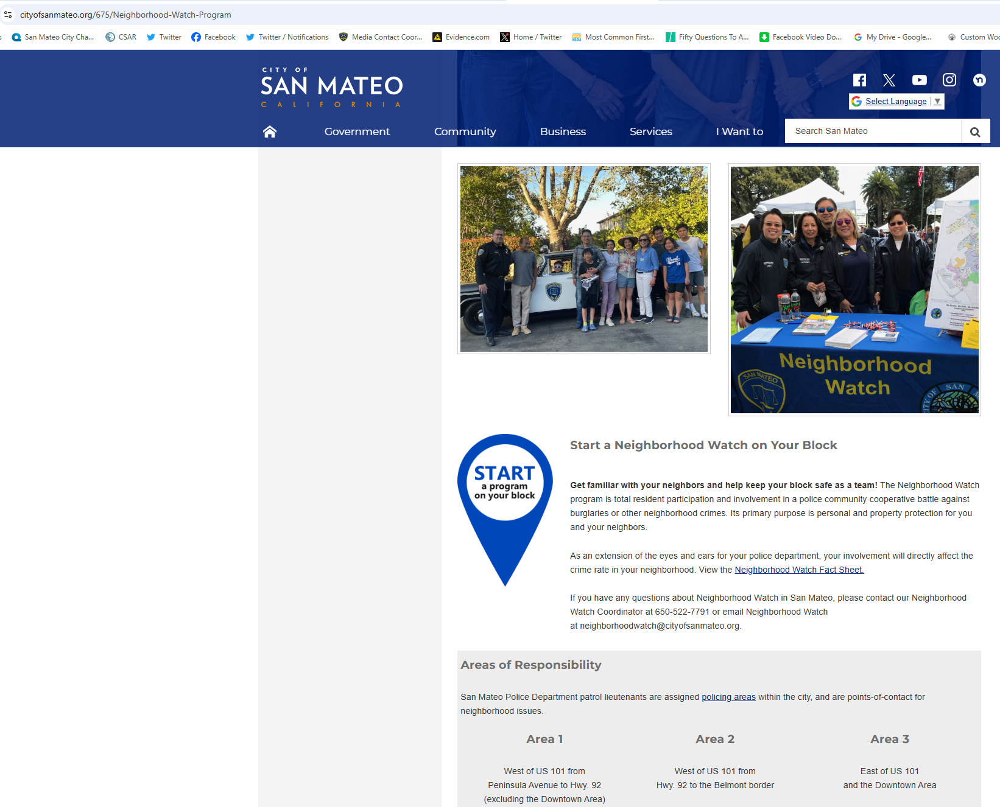 cityofsanmateo.org/675/Neighborhood-Watch-Program
San Mateo City Cha...
CSAR
Twitter
Facebook
Twitter / Notifications
Media Contact Coor...
Evidence.com
Home / Twitter
Most Common First...
Fifty Questions To A...
Facebook Video Do...
My Drive - Google...
Custom Woo
CITY OF
SAN MATEO
CALIFORNIA
Select Language ▼
Government
Community
Business
Services
I Want to
Search San Mateo
Neighborhood
Watch
SAN MATEO
CITY OF SAN M
START
a program
on your block
Start a Neighborhood Watch on Your Block
Get familiar with your neighbors and help keep your block safe as a team! The Neighborhood Watch
program is total resident participation and involvement in a police community cooperative battle against
burglaries or other neighborhood crimes. Its primary purpose is personal and property protection for you
and your neighbors.
As an extension of the eyes and ears for your police department, your involvement will directly affect the
crime rate in your neighborhood. View the Neighborhood Watch Fact Sheet.
If you have any questions about Neighborhood Watch in San Mateo, please contact our Neighborhood
Watch Coordinator at 650-522-7791 or email Neighborhood Watch
at neighborhoodwatch@cityofsanmateo.org.
Areas of Responsibility
San Mateo Police Department patrol lieutenants are assigned policing areas within the city, and are points-of-contact for
neighborhood issues.
Area 1
West of US 101 from
Peninsula Avenue to Hwy. 92
(excluding the Downtown Area)
Area 2
West of US 101 from
Hwy. 92 to the Belmont border
Area 3
East of US 101
and the Downtown Area